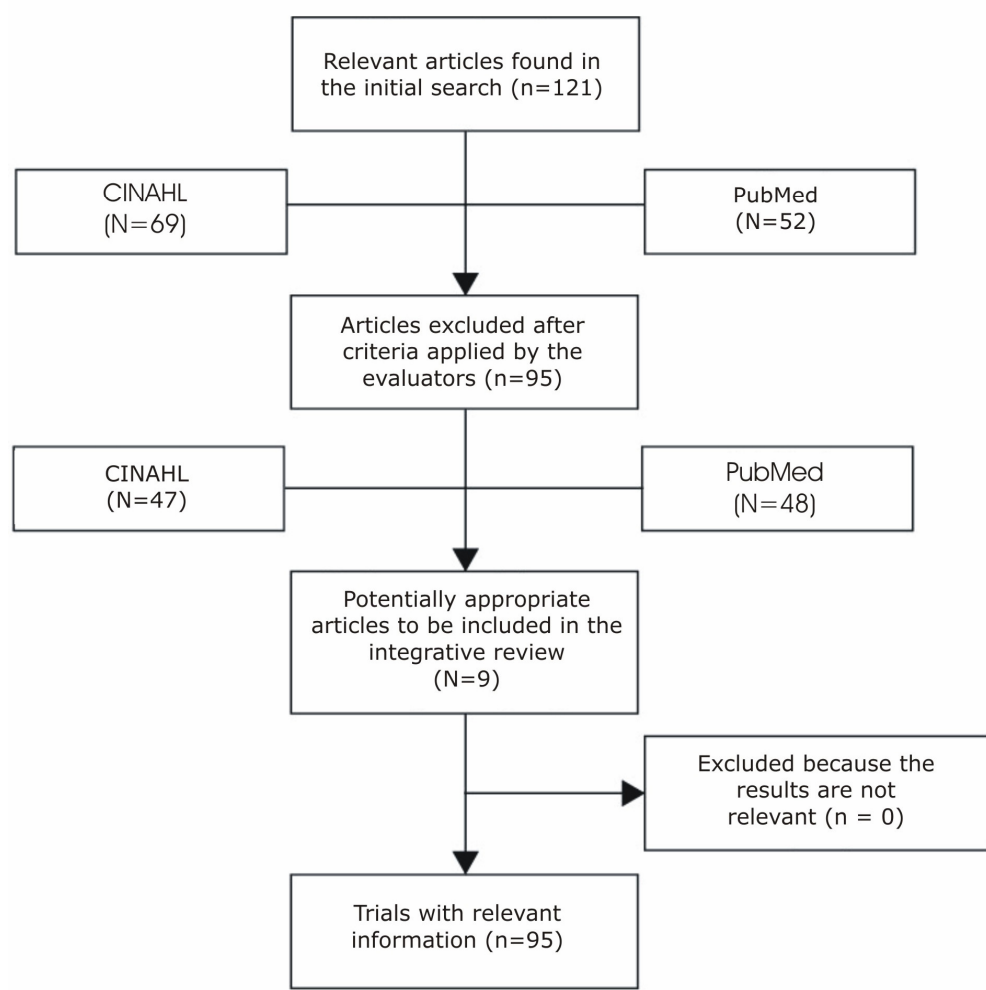 Relevant articles found in
the initial search (n=121)
CINAHL
(N=69)
PubMed
(N=52)
Articles excluded after
criteria applied by the
evaluators (n=95)
CINAHL
(N=47)
PubMed
(N=48)
Potentially appropriate
articles to be included in the
integrative review
(N=9)
Excluded because the
results are not
relevant (n = 0)
Trials with relevant
information (n=95)